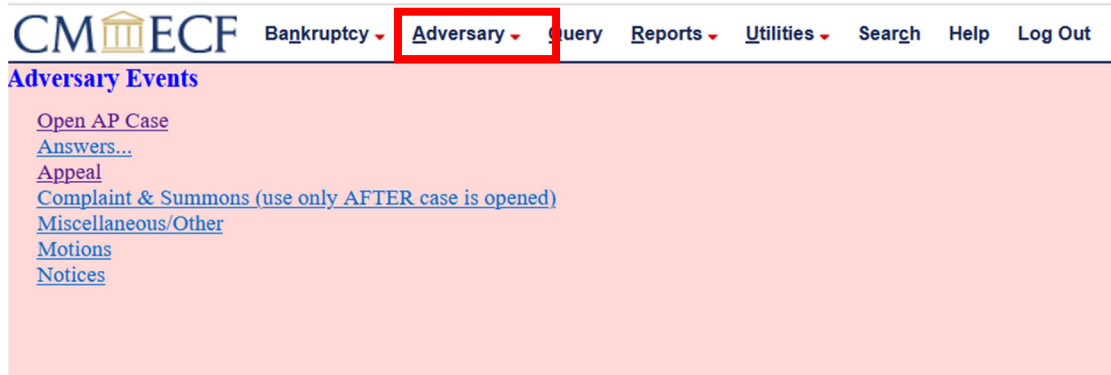 CM ECF Bankruptcy Adversary Query Reports Utilities Search Help Log Out
Adversary Events
Open AP Case
Answers...
Appeal
Complaint & Summons (use only AFTER case is opened)
Miscellaneous/Other
Motions
Notices